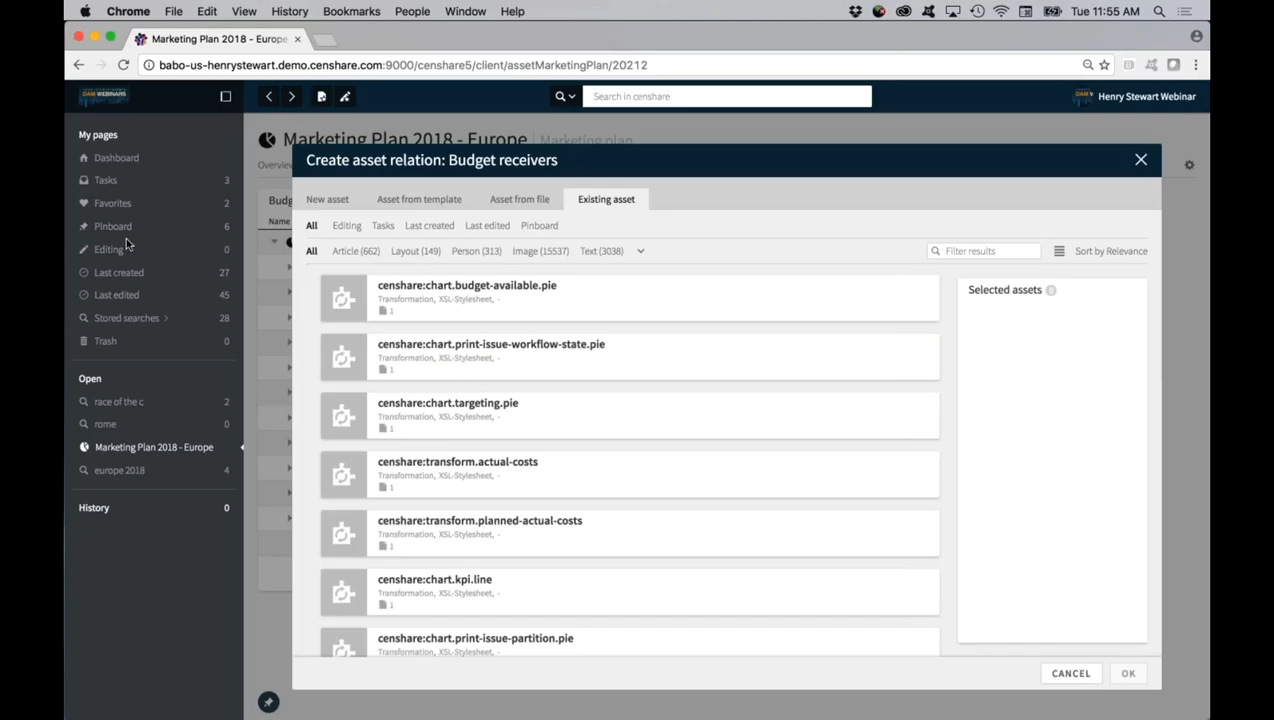 Chrome File Edit View History Bookmarks People Window Help Tue 11:55 AM
Marketing Plan 2018 - Europe
babo-us-henrystewart.demo.censhare.com:9000/censhare5/client/assetMarketingPlan/20212
DAM WEBINARS
Search in censhare
Henry Stewart Webinar
My pages
Dashboard
Tasks 3
Favorites 2
Pinboard 6
Editing 0
Last created 27
Last edited 45
Stored searches 28
Trash 0
Open
race of the c 2
rome 0
Marketing Plan 2018 - Europe
europe 2018 4
History 0
Marketing Plan 2018 - Europe Marketing plan
Overview
Budg
Name
Create asset relation: Budget receivers
New asset Asset from template Asset from file Existing asset
All Editing Tasks Last created Last edited Pinboard
All Article (662) Layout (149) Person (313) Image (15537) Text (3038) Filter results Sort by Relevance
censhare:chart.budget-available.pie
Transformation, XSL-Stylesheet, -
1
censhare:chart.print-issue-workflow-state.pie
Transformation, XSL-Stylesheet, -
1
censhare:chart.targeting.pie
Transformation, XSL-Stylesheet, -
1
censhare:transform.actual-costs
Transformation, XSL-Stylesheet, -
1
censhare:transform.planned-actual-costs
Transformation, XSL-Stylesheet, -
1
censhare:chart.kpi.line
Transformation, XSL-Stylesheet, -
1
censhare:chart.print-issue-partition.pie
Transformation, XSL-Stylesheet, -
Selected assets 0
CANCEL OK